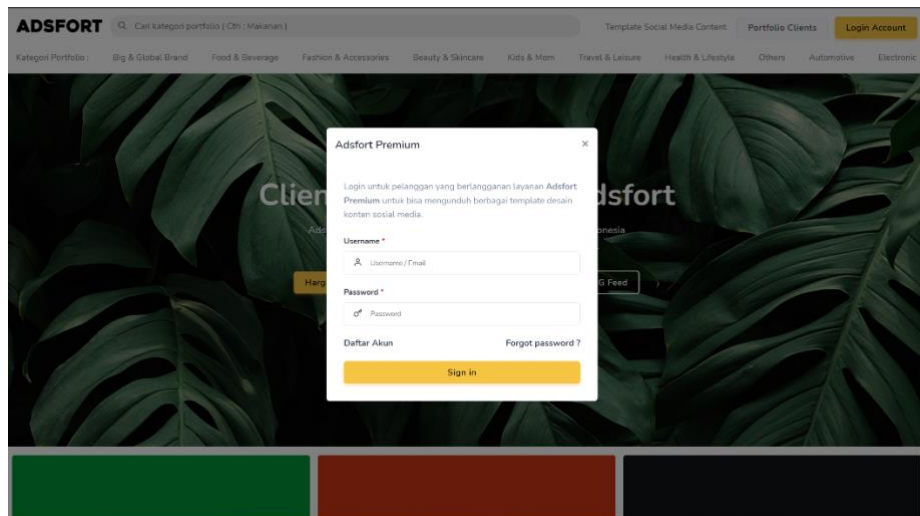 ADSFORT
Cari kategori portfolio ( Cth : Makanan )
Template Social Media Content
Portfolio Clients
Login Account
Kategori Portfolio :
Big & Global Brand
Food & Beverage
Fashion & Accessories
Beauty & Skincare
Kids & Mom
Travel & Leisure
Health & Lifestyle
Others
Automotive
Electronic
Adsfort Premium
×
Login untuk pelanggan yang berlangganan layanan Adsfort
Premium untuk bisa mengunduh berbagai template desain
konten sosial media.
Username *
Username / Email
Password *
Password
Daftar Akun
Forgot password ?
Sign in